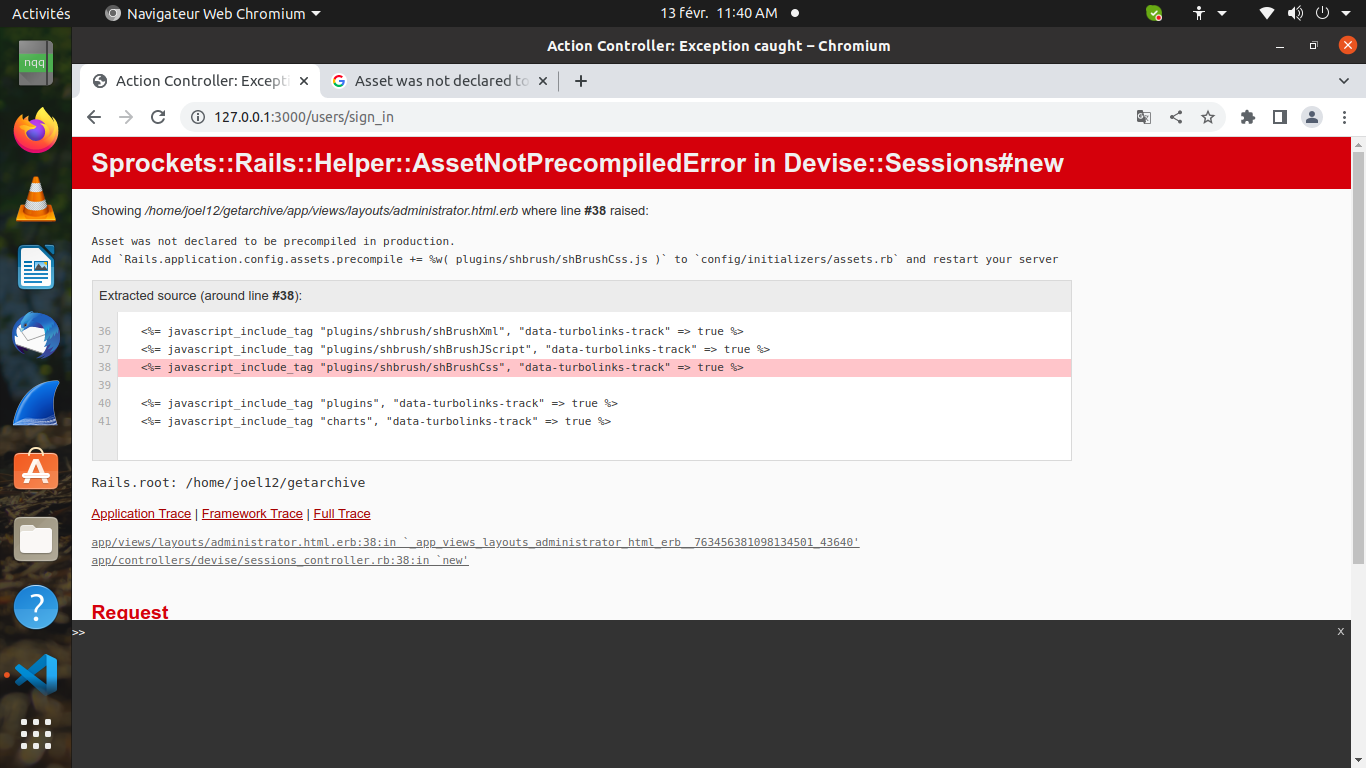 Activités
Navigateur Web Chromium
13 févr. 11:40 AM
Action Controller: Exception caught – Chromium
nqq
Action Controller: Excepti
Asset was not declared to
127.0.0.1:3000/users/sign_in
Sprockets::Rails::Helper::AssetNotPrecompiledError in Devise::Sessions#new
Showing /home/joel12/getarchive/app/views/layouts/administrator.html.erb where line #38 raised:
Asset was not declared to be precompiled in production.
Add `Rails.application.config.assets.precompile += %w( plugins/shbrush/shBrushCss.js )` to `config/initializers/assets.rb` and restart your server
Extracted source (around line #38):
36 <%= javascript_include_tag "plugins/shbrush/shBrushXml", "data-turbolinks-track" => true %>
37 <%= javascript_include_tag "plugins/shbrush/shBrushJScript", "data-turbolinks-track" => true %>
38 <%= javascript_include_tag "plugins/shbrush/shBrushCss", "data-turbolinks-track" => true %>
39
40 <%= javascript_include_tag "plugins", "data-turbolinks-track" => true %>
41 <%= javascript_include_tag "charts", "data-turbolinks-track" => true %>
Rails.root: /home/joel12/getarchive
Application Trace | Framework Trace | Full Trace
app/views/layouts/administrator.html.erb:38:in `_app_views_layouts_administrator_html_erb__763456381098134501_43640'
app/controllers/devise/sessions_controller.rb:38:in `new'
Request
>>
x